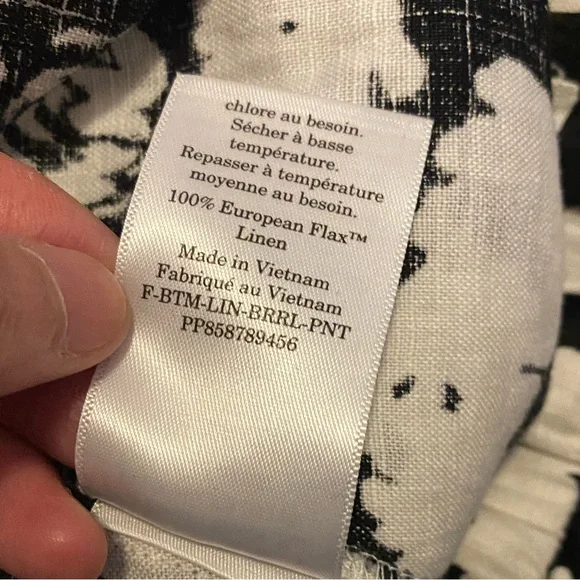 chlore au besoin.
Sécher à basse
température.
Repasser à température
moyenne au besoin.
100% European Flax™
Linen
Made in Vietnam
Fabriqué au Vietnam
F-BTM-LIN-BRRL-PNT
PP858789456